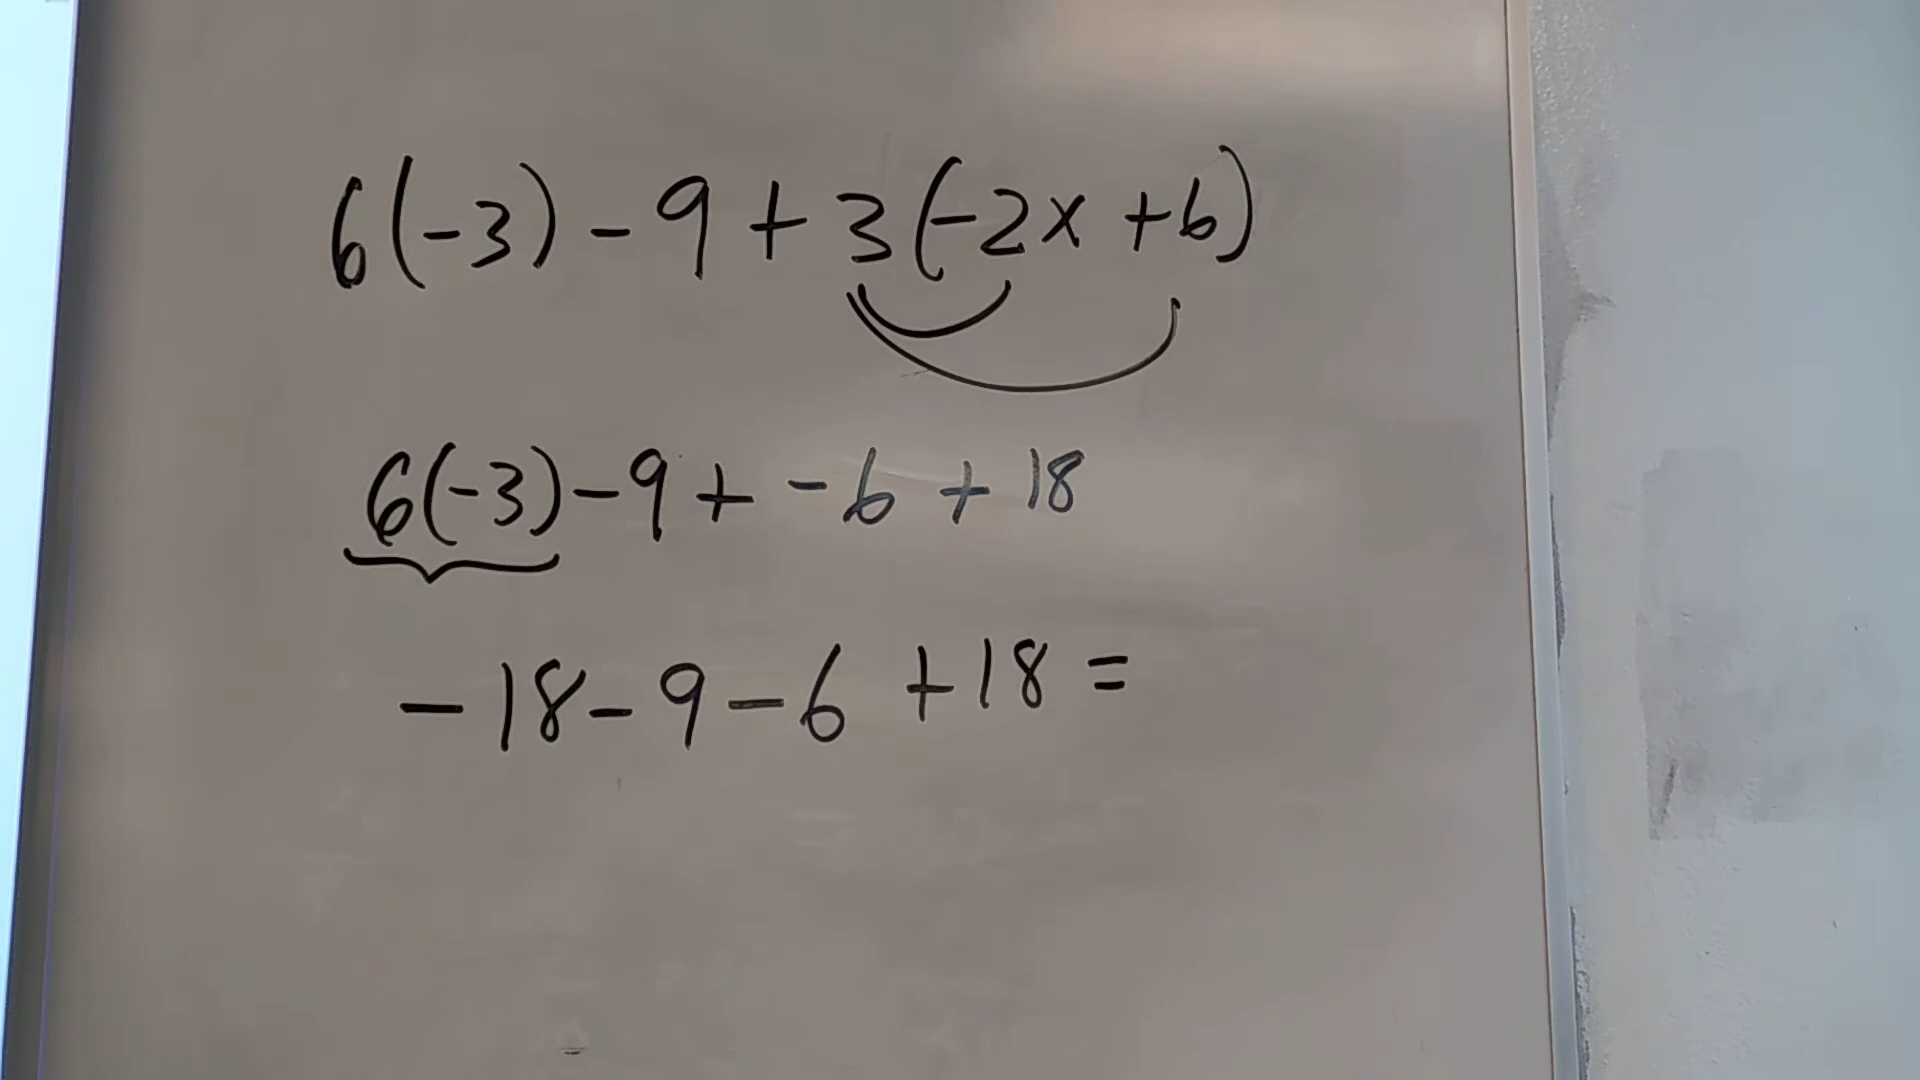 6(-3) - 9 + 3(-2x + 6)
6(-3) - 9 + - 6 + 18
- 18 - 9 - 6 + 18 =